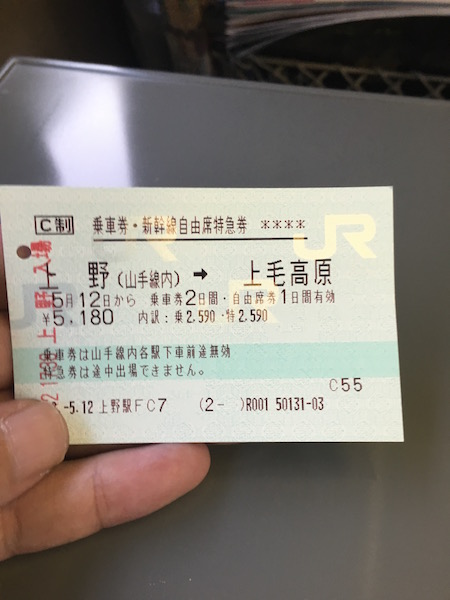 C制 乗車券・新幹線自由席特急券 ****
上野(山手線内) → 上毛高原
5月12日から 乗車券2日間・自由席券1日間有効
¥5.180 内訳:乗2,590・特2,590
乗車券は山手線内各駅下車前途無効
特急券は途中出場できません。
C55
-5.12 上野駅FC7 (2- )R001 50131-03
上野 入場
JR